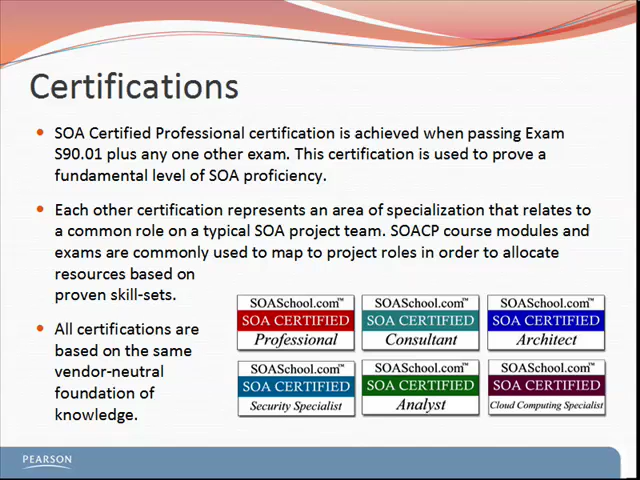 Certifications
SOA Certified Professional certification is achieved when passing Exam
S90.01 plus any one other exam. This certification is used to prove a
fundamental level of SOA proficiency.
Each other certification represents an area of specialization that relates to
a common role on a typical SOA project team. SOACP course modules and
exams are commonly used to map to project roles in order to allocate
resources based on
proven skill-sets.
All certifications are
based on the same
vendor-neutral
foundation of
knowledge.
SOASchool.com™
SOA CERTIFIED
Professional
SOASchool.com™
SOA CERTIFIED
Consultant
SOASchool.com™
SOA CERTIFIED
Architect
SOASchool.com™
SOA CERTIFIED
Security Specialist
SOASchool.com™
SOA CERTIFIED
Analyst
SOASchool.com™
SOA CERTIFIED
Cloud Computing Specialist
PEARSON